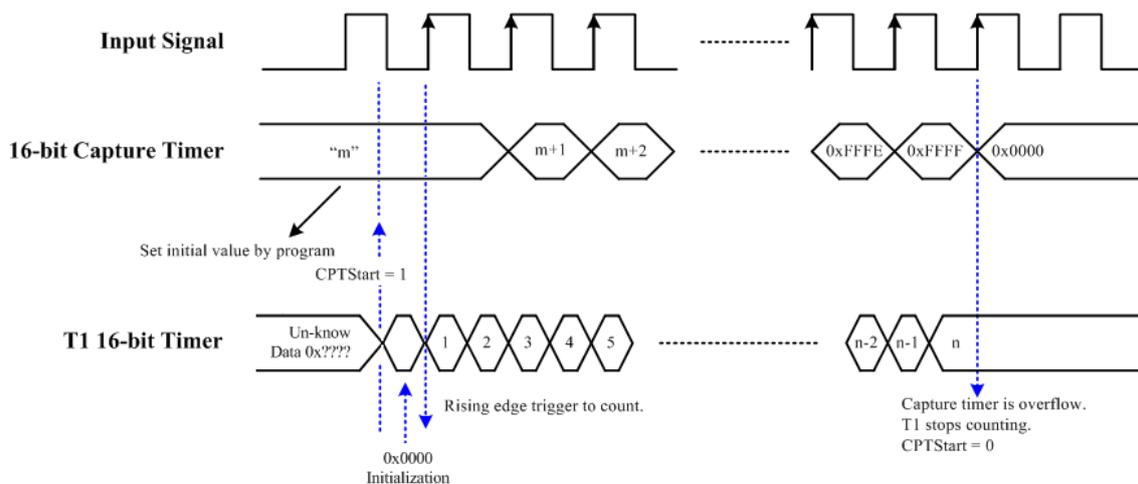 Input Signal
16-bit Capture Timer
“m”
m+1
m+2
0xFFFE
0xFFFF
0x0000
Set initial value by program
CPTStart = 1
T1 16-bit Timer
Un-know
Data 0x????
1
2
3
4
5
n-2
n-1
n
Rising edge trigger to count.
Capture timer is overflow.
T1 stops counting.
CPTStart = 0
0x0000
Initialization